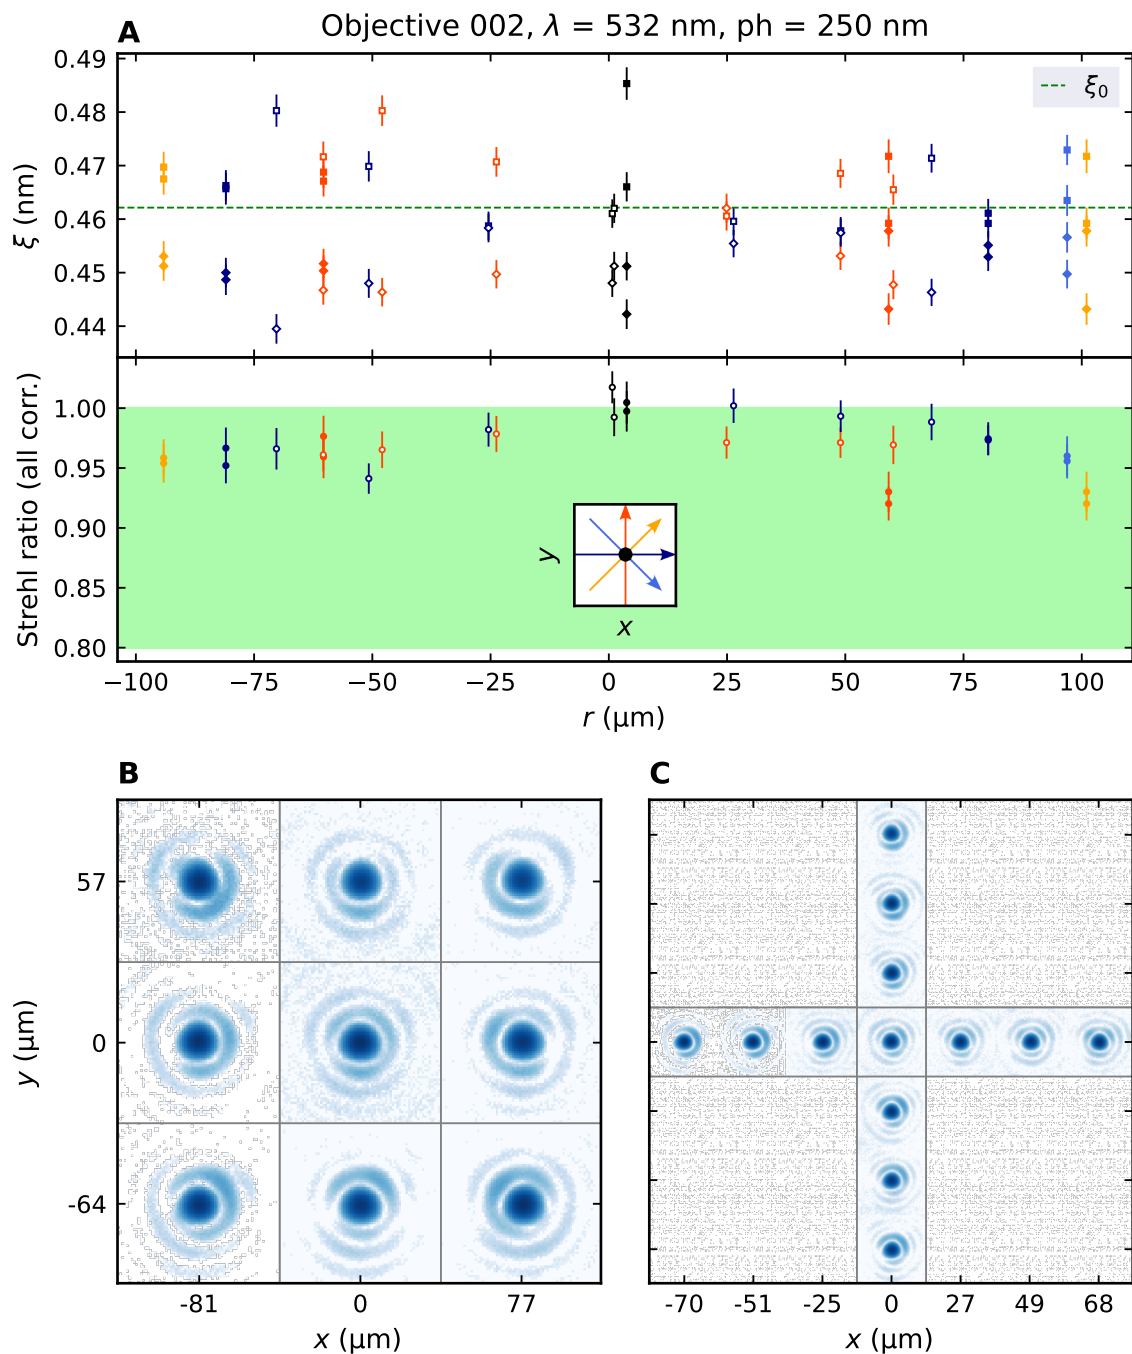 A
Objective 002, λ = 532 nm, ph = 250 nm
ξ (nm)
0.49
0.48
0.47
0.46
0.45
0.44
ξ₀
Strehl ratio (all corr.)
1.00
0.95
0.90
0.85
0.80
y
x
−100 −75 −50 −25 0 25 50 75 100
r (μm)
B
y (μm)
57
0
-64
-81 0 77
x (μm)
C
-70 -51 -25 0 27 49 68
x (μm)